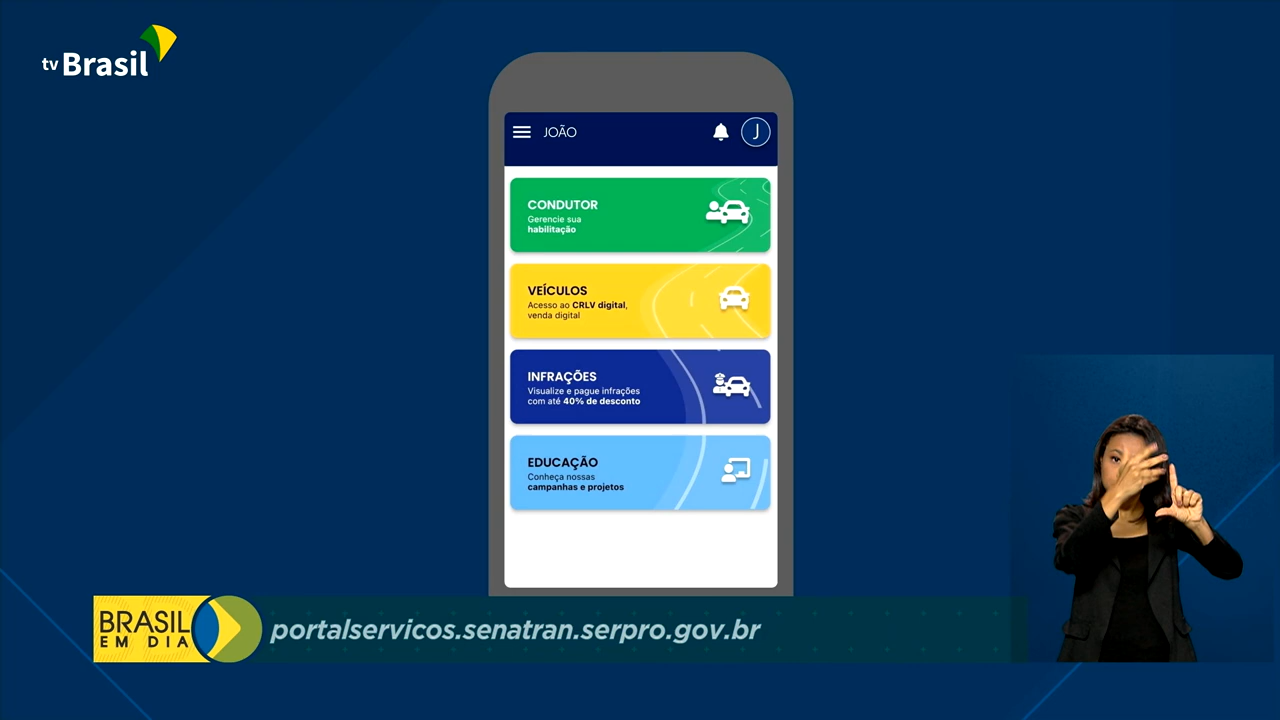 tv Brasil
JOÃO
J
CONDUTOR
Gerencie sua
habilitação
VEÍCULOS
Acesso ao CRLV digital,
venda digital
INFRAÇÕES
Visualize e pague infrações
com até 40% de desconto
EDUCAÇÃO
Conheça nossas
campanhas e projetos
BRASIL
EM DIA
portalservicos.senatran.serpro.gov.br